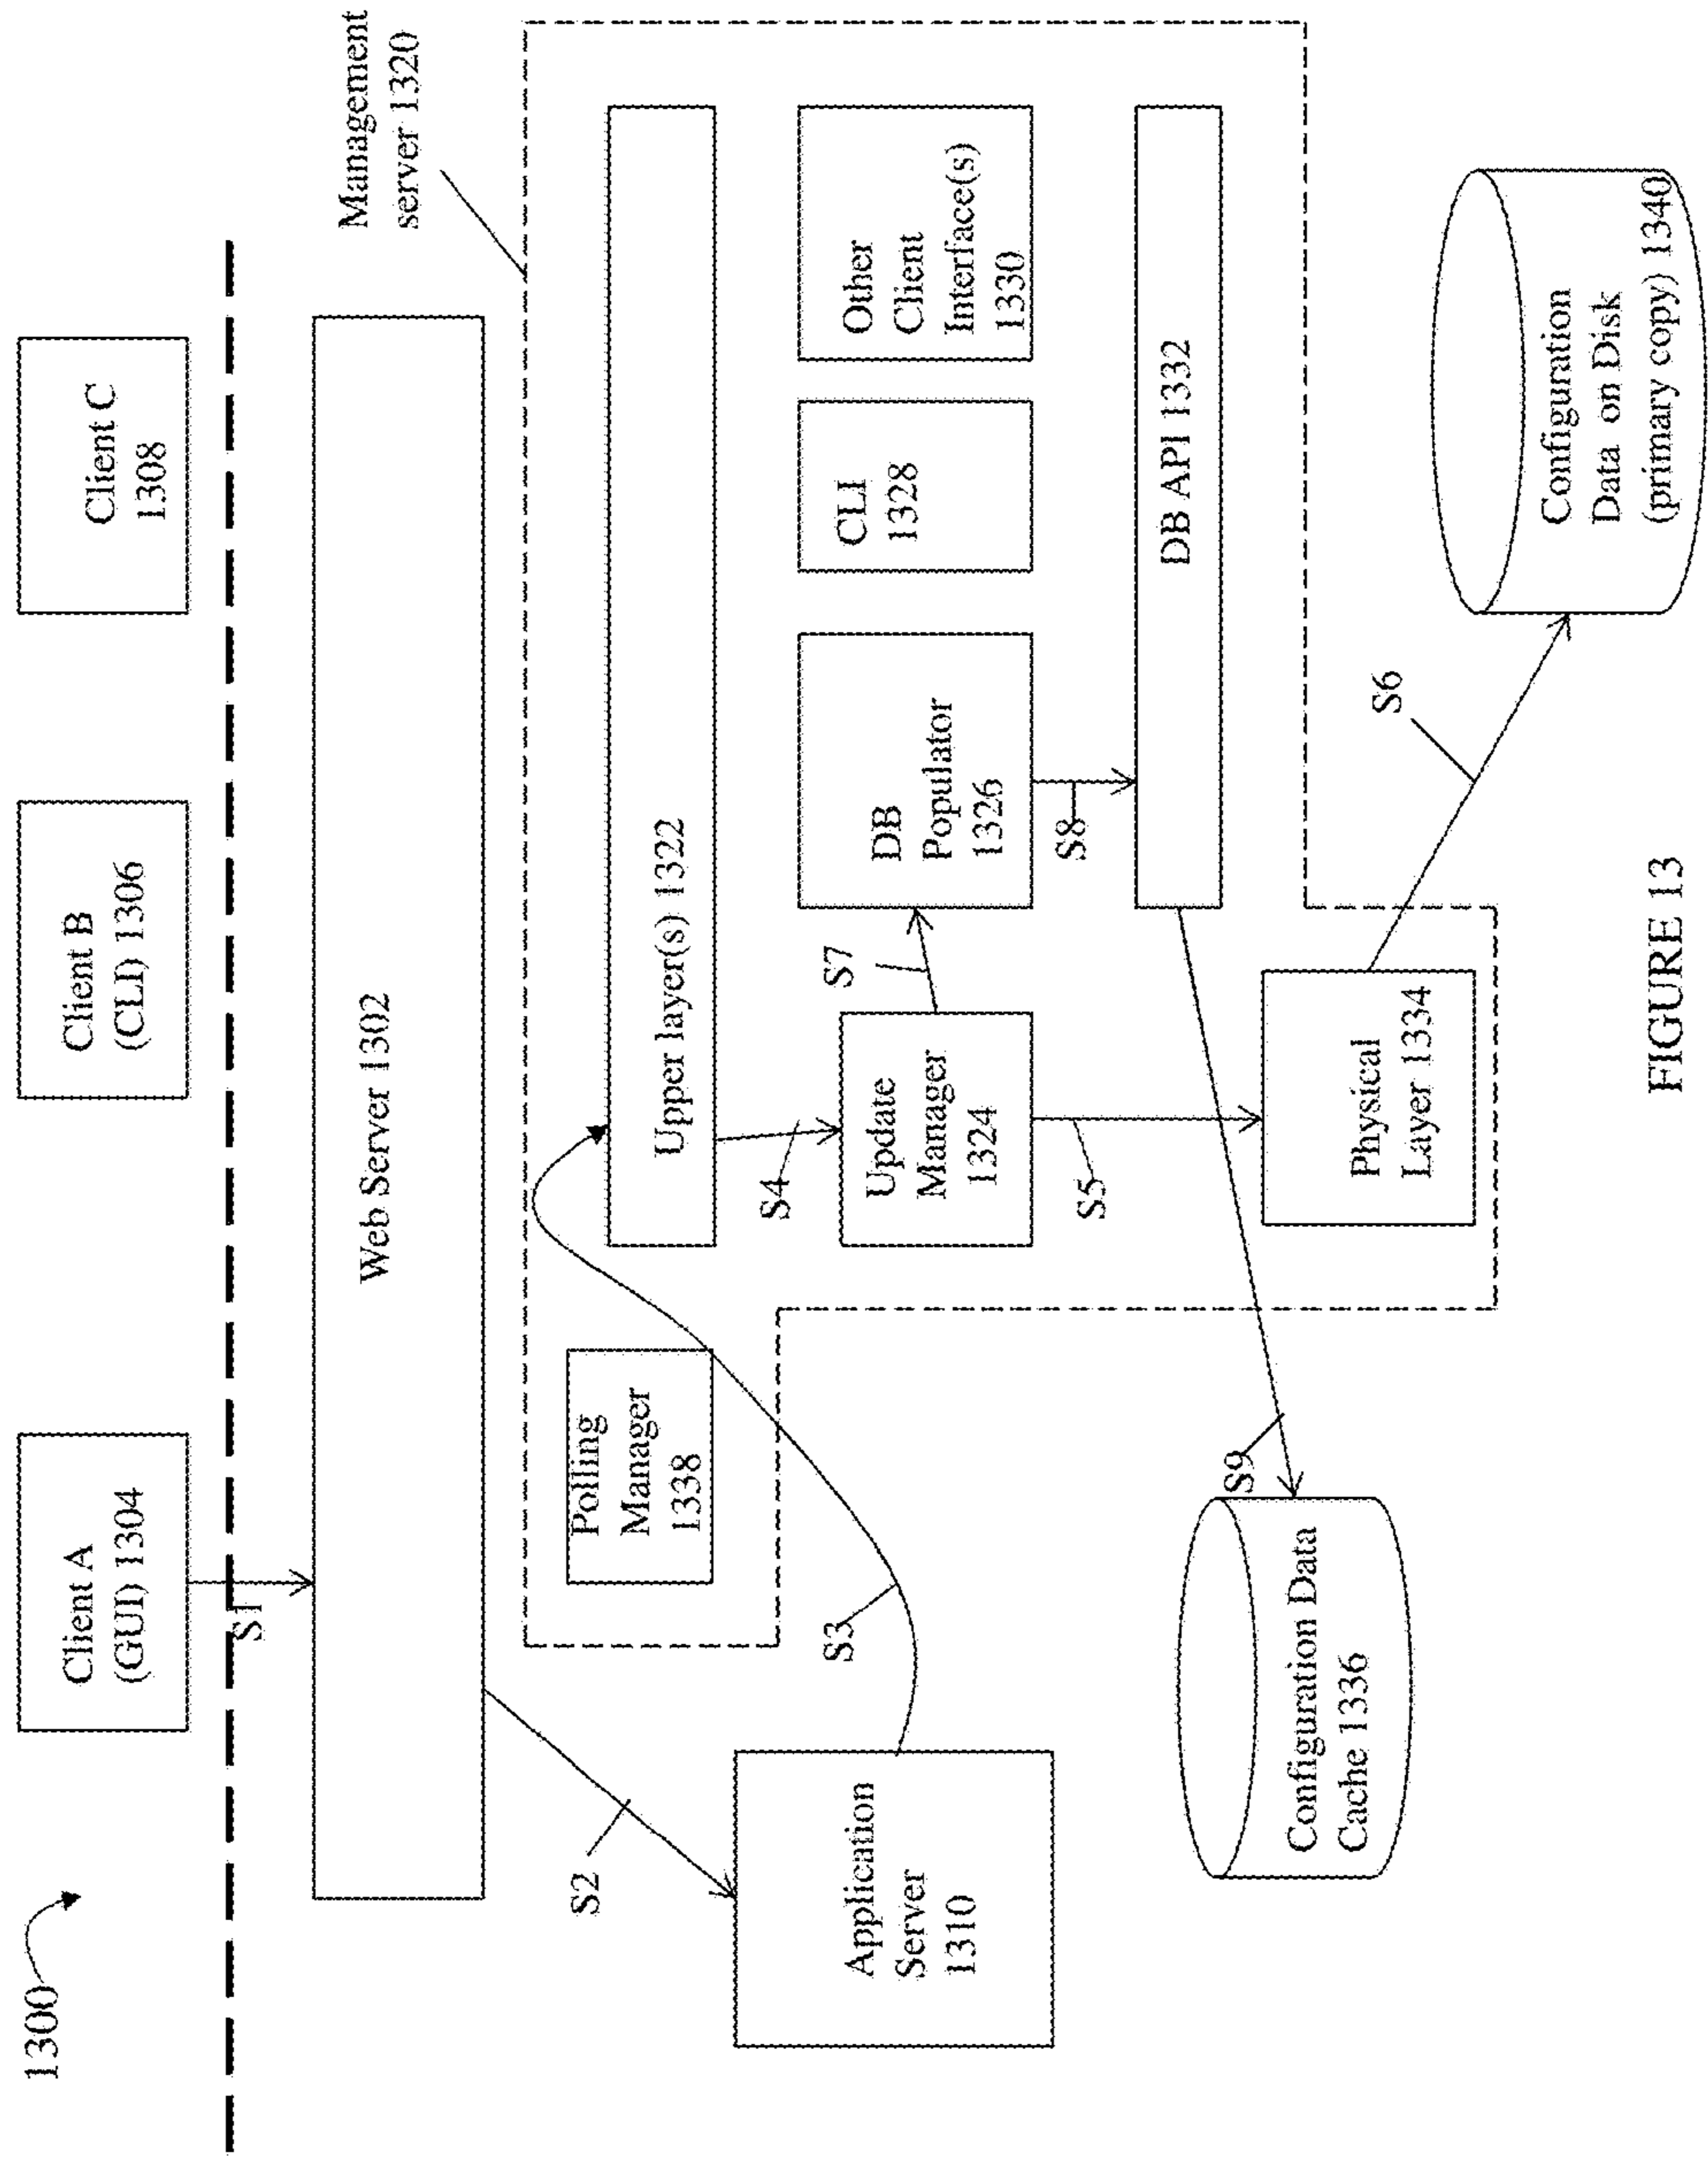 1300
Client A
(GUI) 1304
Client B
(CLI) 1306
Client C
1308
S1
Web Server 1302
Management
server 1320
S2
Polling
Manager
1338
Upper layer(s) 1322
S3
S4
Application
Server
1310
Update
Manager
1324
S7
DB
Populator
1326
CLI
1328
Other
Client
Interface(s)
1330
S5
S8
DB API 1332
S9
Configuration Data
Cache 1336
Physical
Layer 1334
S6
Configuration
Data on Disk
(primary copy) 1340
FIGURE 13